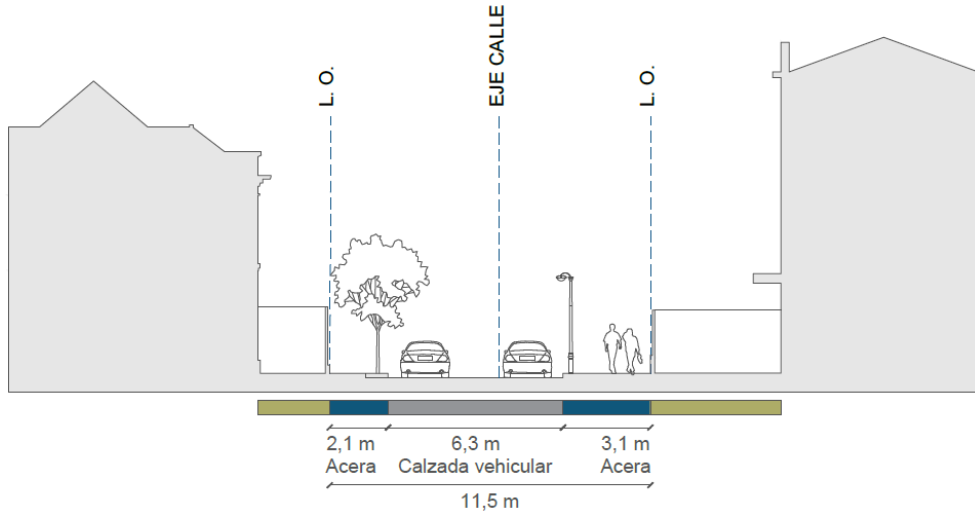 L. O.
EJE CALLE
L. O.
2,1 m
Acera
6,3 m
Calzada vehicular
3,1 m
Acera
11,5 m